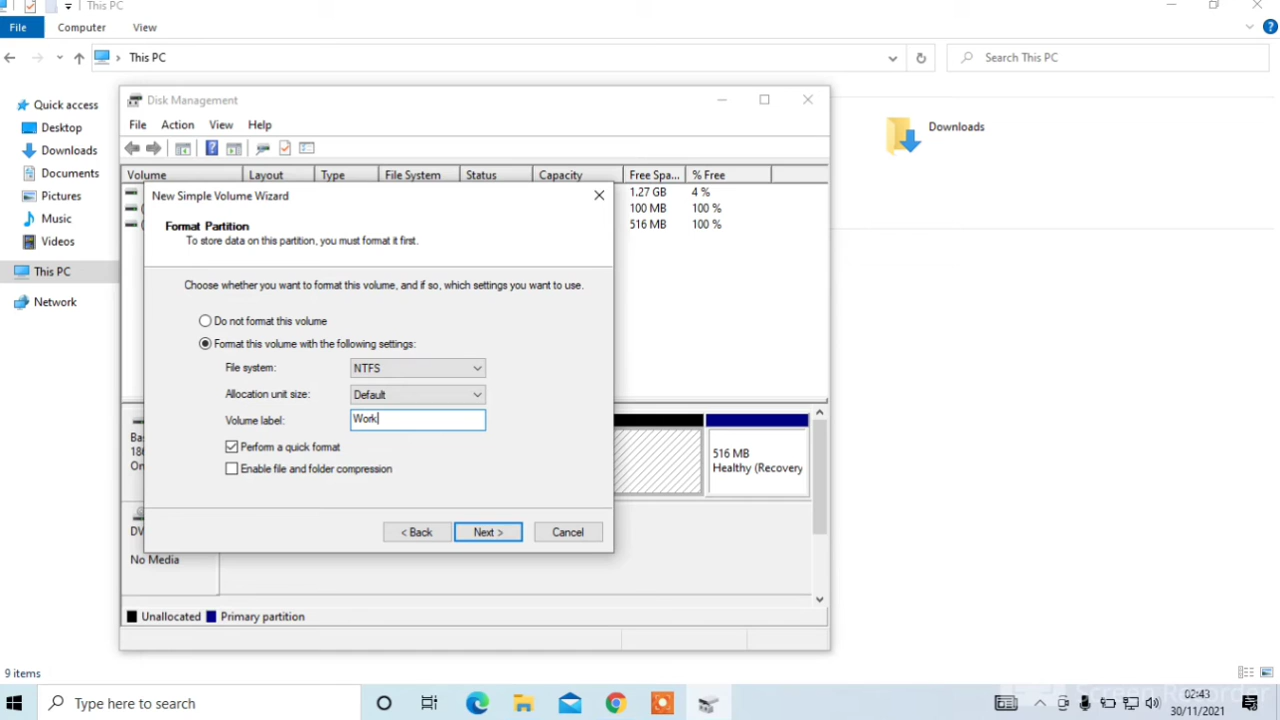 This PC
File Computer View
This PC Search This PC
Quick access
Desktop
Downloads
Documents
Pictures
Music
Videos
This PC
Network
Downloads
Disk Management
File Action View Help
Volume Layout Type File System Status Capacity Free Spa... % Free
1.27 GB 4 %
100 MB 100 %
516 MB 100 %
New Simple Volume Wizard
Format Partition
To store data on this partition, you must format it first.
Choose whether you want to format this volume, and if so, which settings you want to use.
Do not format this volume
Format this volume with the following settings:
File system: NTFS
Allocation unit size: Default
Volume label: Work
Perform a quick format
Enable file and folder compression
< Back Next > Cancel
516 MB
Healthy (Recovery
No Media
Unallocated Primary partition
9 items
Type here to search
02:43
30/11/2021